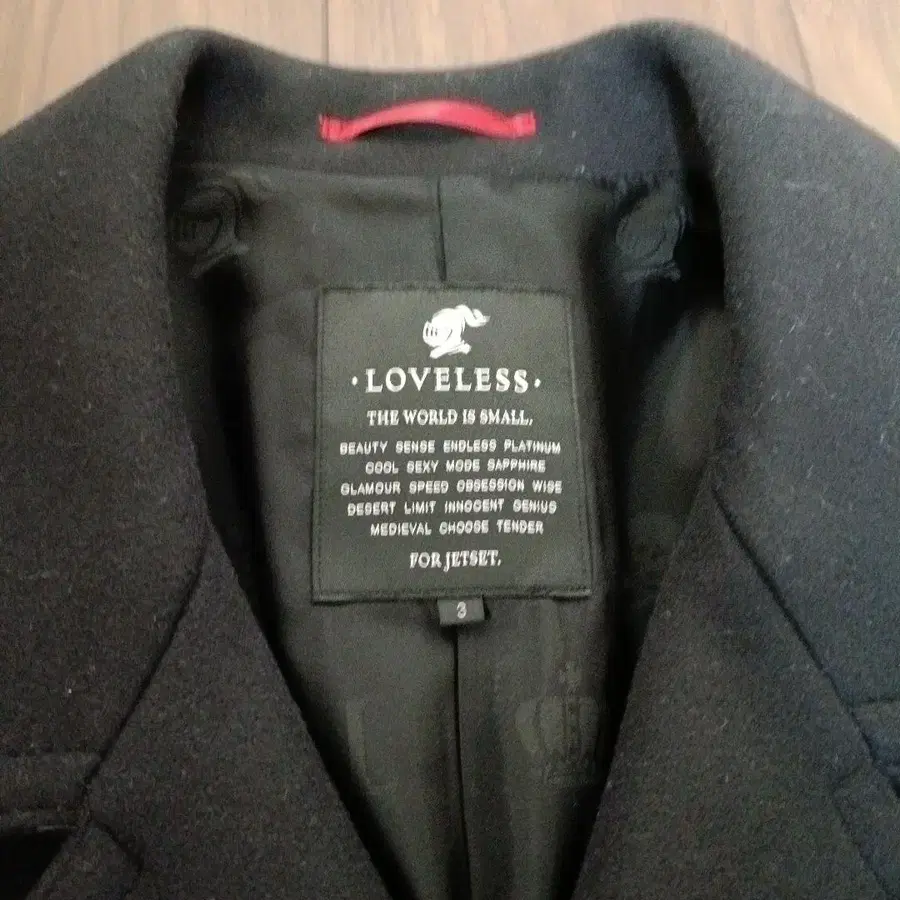 ·LOVELESS·
THE WORLD IS SMALL,
BEAUTY SENSE ENDLESS PLATINUM
COOL SEXY MODE SAPPHIRE
GLAMOUR SPEED OBSESSION WISE
DESERT LIMIT INNOCENT GENIUS
MEDIEVAL CHOOSE TENDER
FOR JETSET,
3